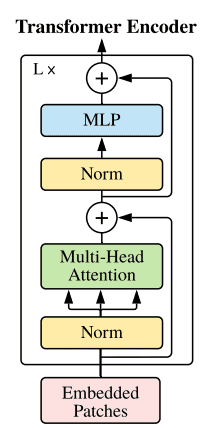 Transformer Encoder
L x
+
MLP
Norm
+
Multi-Head
Attention
Norm
Embedded
Patches